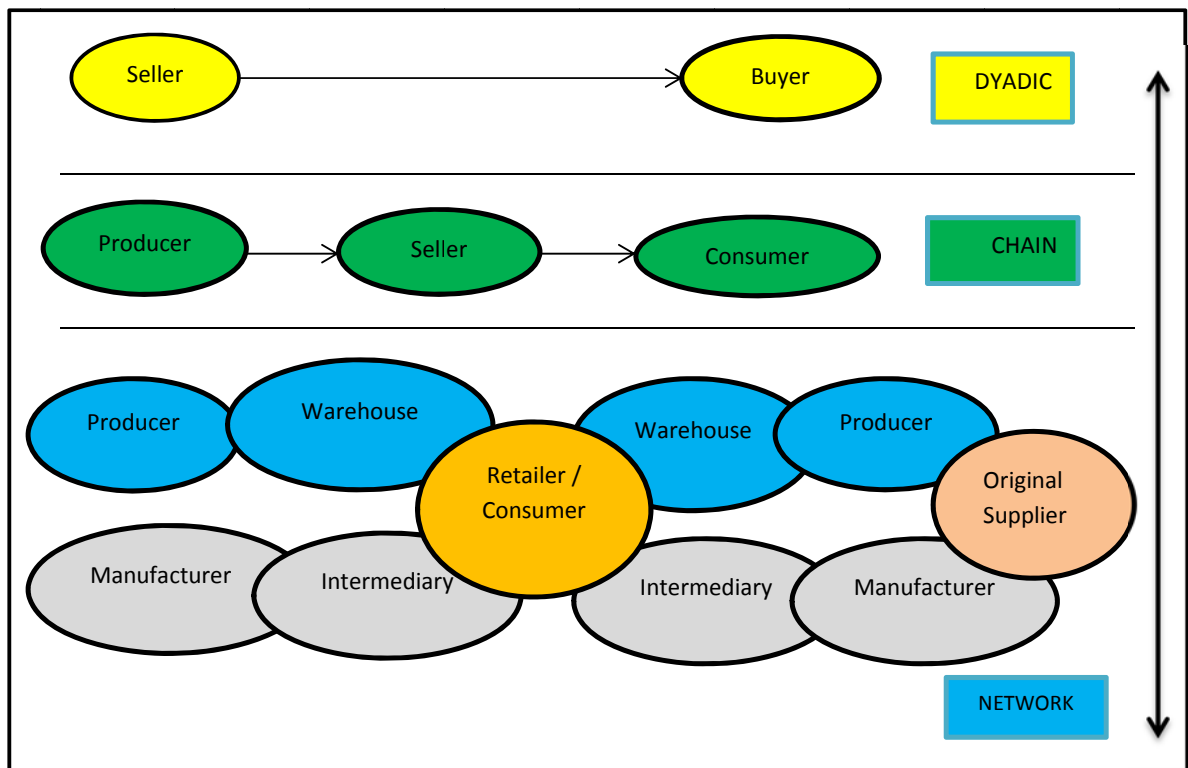 Seller
Buyer
DYADIC
Producer
Seller
Consumer
CHAIN
Producer
Warehouse
Warehouse
Producer
Retailer /
Consumer
Original
Supplier
Manufacturer
Intermediary
Intermediary
Manufacturer
NETWORK